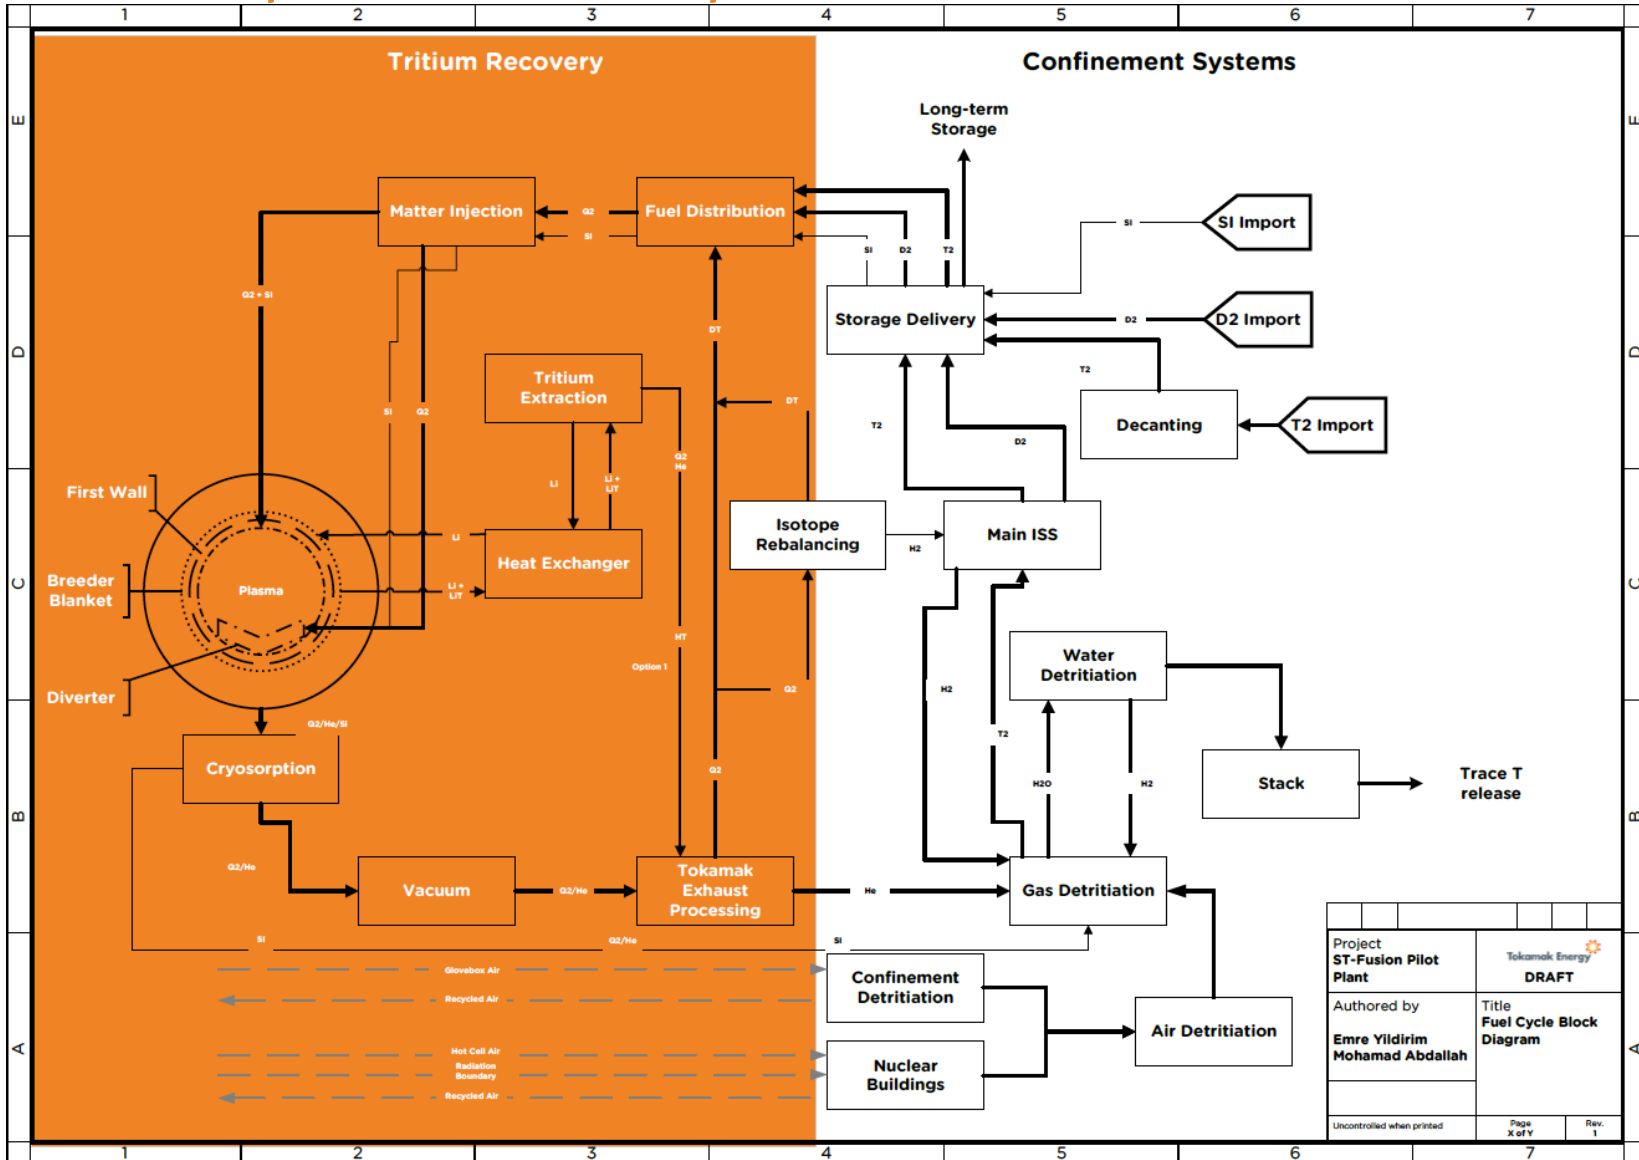 1 2 3 4 5 6 7
Tritium Recovery
Confinement Systems
E
E
Long-term
Storage
Matter Injection
Q2
SI
Fuel Distribution
SI
D2
T2
SI
SI Import
Q2 + SI
DT
Storage Delivery
D2
D2 Import
D
D
Tritium
Extraction
T2
SI
Q2
DT
T2
D2
Decanting
T2 Import
Q2
He
First Wall
Li
Li +
LiT
Isotope
Rebalancing
H2
Main ISS
Li
Heat Exchanger
Breeder
Blanket
Plasma
Li +
LiT
C
C
HT
Option 1
Water
Detritiation
Diverter
Q2
H2
Q2/He/Si
T2
Cryosorption
Q2
H2O
H2
Stack
Trace T
release
B
B
Q2/He
Vacuum
Q2/He
Tokamak
Exhaust
Processing
He
Gas Detritiation
SI
Q2/He
SI
Glovebox Air
Recycled Air
Confinement
Detritiation
Air Detritiation
Hot Cell Air
Radiation
Boundary
Recycled Air
Nuclear
Buildings
A
A
Project
ST-Fusion Pilot
Plant
Tokamak Energy
DRAFT
Authored by
Emre Yildirim
Mohamad Abdallah
Title
Fuel Cycle Block
Diagram
Uncontrolled when printed
Page
X of Y
Rev.
1
1 2 3 4 5 6 7